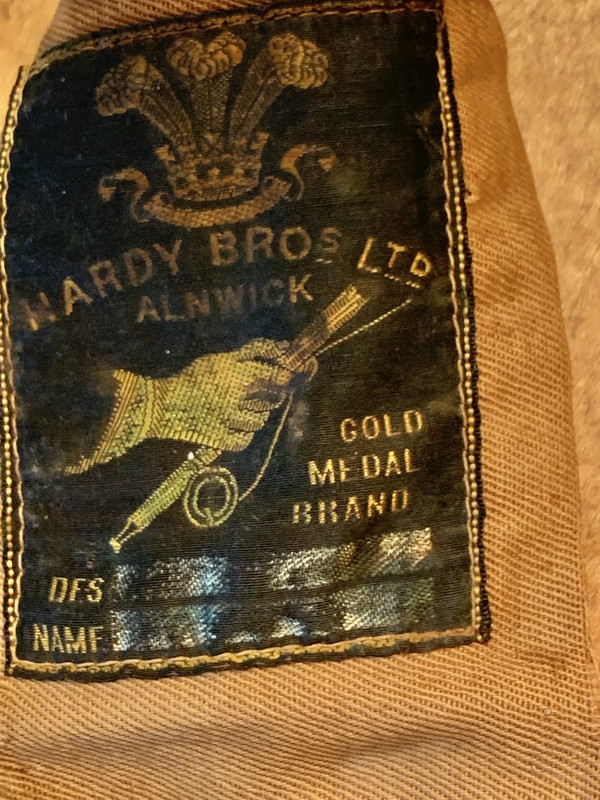 HARDY BROS LTD
ALNWICK
GOLD
MEDAL
BRAND
DES
NAME